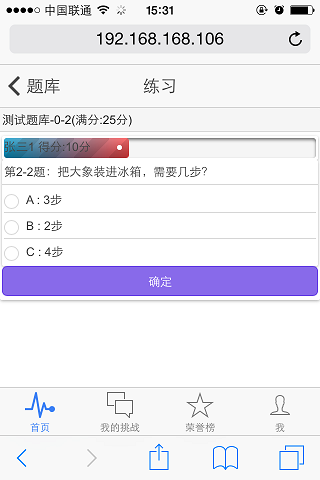 中国联通 15:31
192.168.168.106
题库 练习
测试题库-0-2(满分:25分)
张三1 得分:10分
第2-2题：把大象装进冰箱，需要几步?
A : 3步
B : 2步
C : 4步
确定
首页 我的挑战 荣誉榜 我